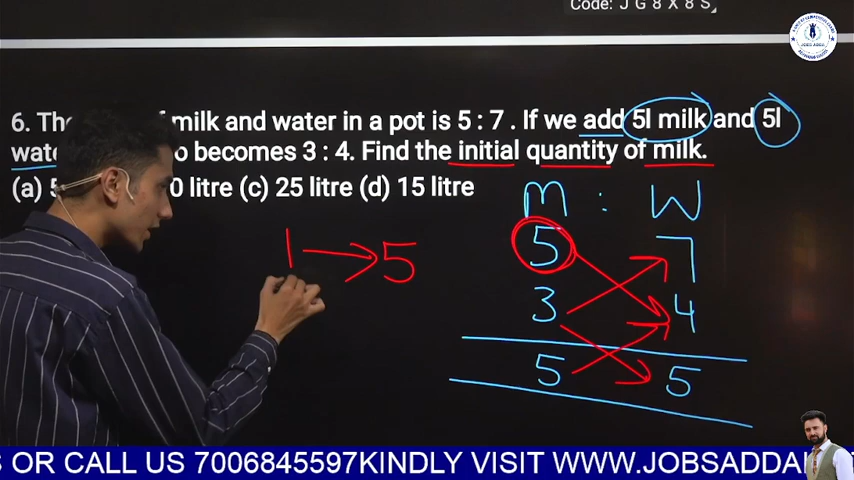 Code: J G 8 X 8 S
6. The of milk and water in a pot is 5 : 7 . If we add 5l milk and 5l
wate o becomes 3 : 4. Find the initial quantity of milk.
(a) 5 0 litre (c) 25 litre (d) 15 litre
M : W
5 7
1 → 5
3 4
5 5
S OR CALL US 7006845597KINDLY VISIT WWW.JOBSADDA